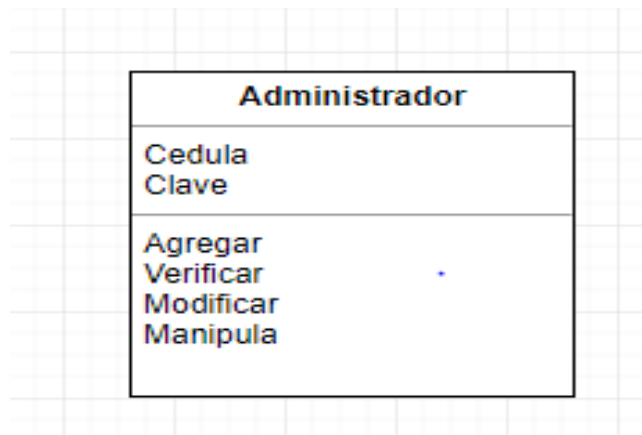 Administrador
Cedula
Clave
Agregar
Verificar
Modificar
Manipula